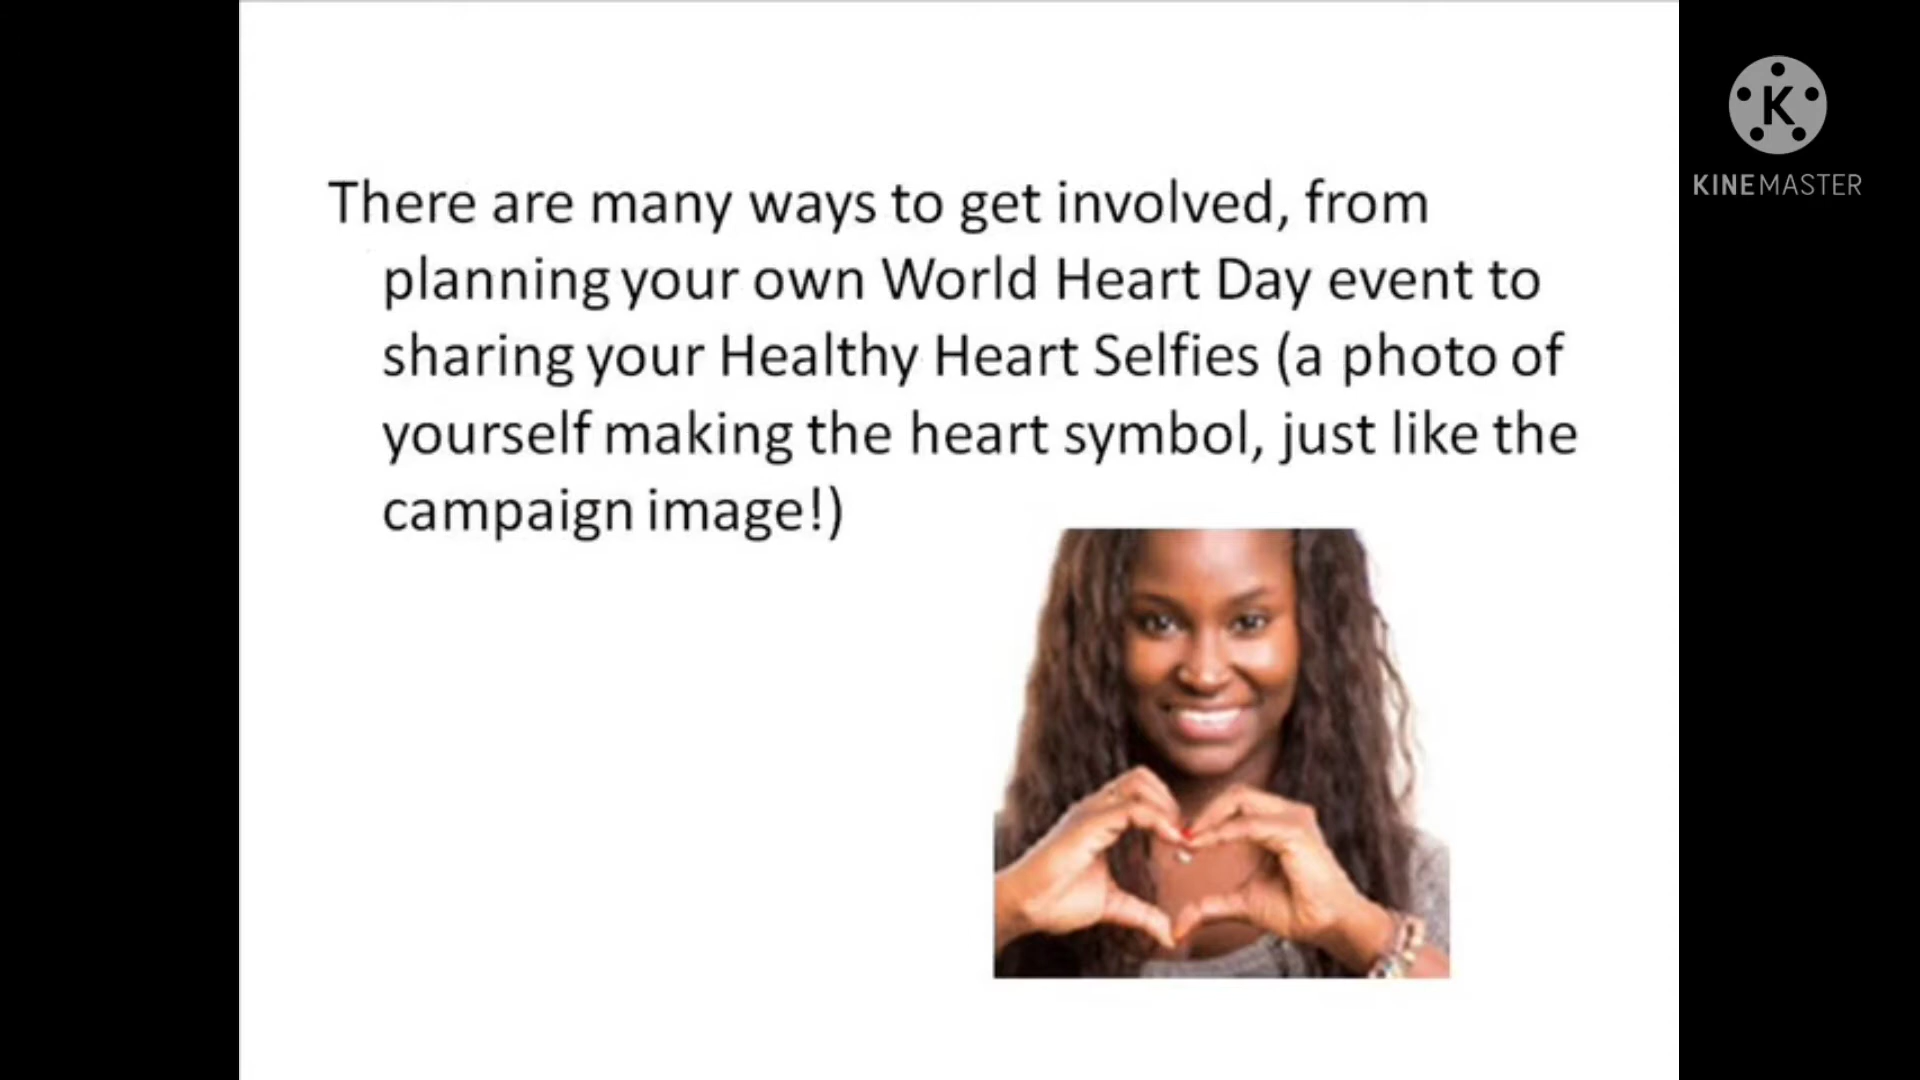 There are many ways to get involved, from
planning your own World Heart Day event to
sharing your Healthy Heart Selfies (a photo of
yourself making the heart symbol, just like the
campaign image!)
K
KINEMASTER